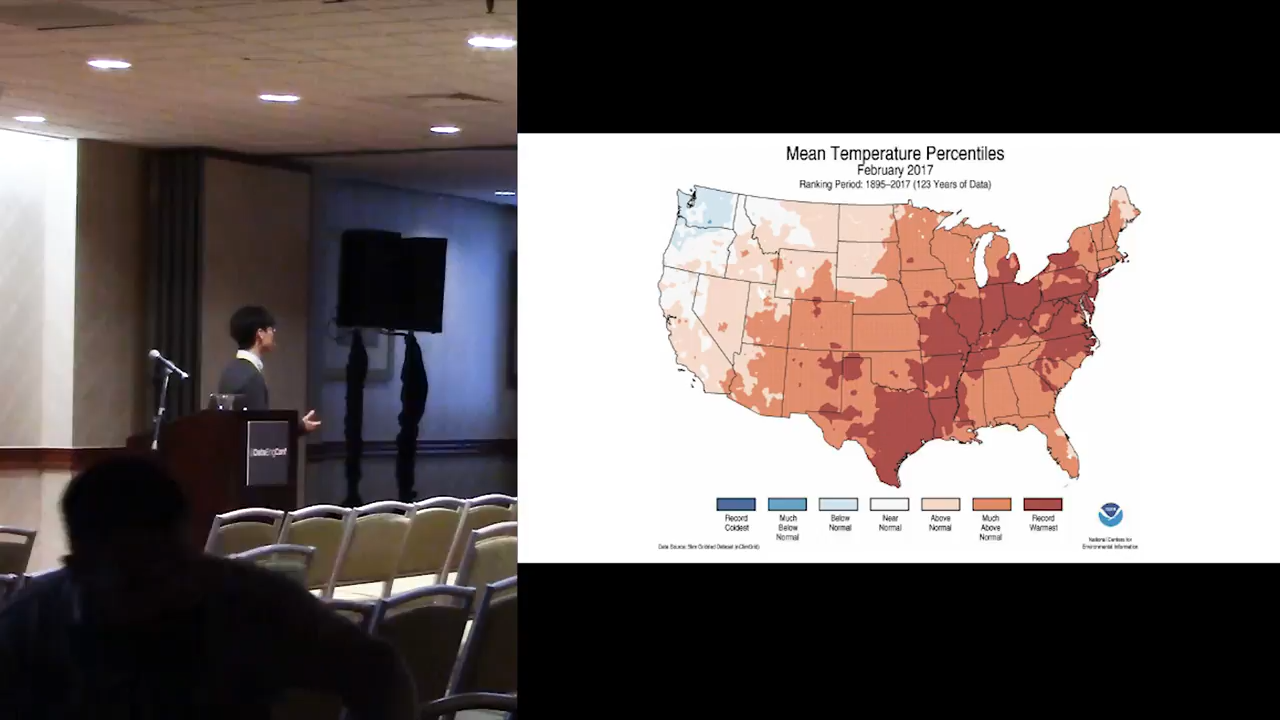 DataEngConf
Mean Temperature Percentiles
February 2017
Ranking Period: 1895–2017 (123 Years of Data)
Record Coldest
Much Below Normal
Below Normal
Near Normal
Above Normal
Much Above Normal
Record Warmest
National Centers for
Environmental Information